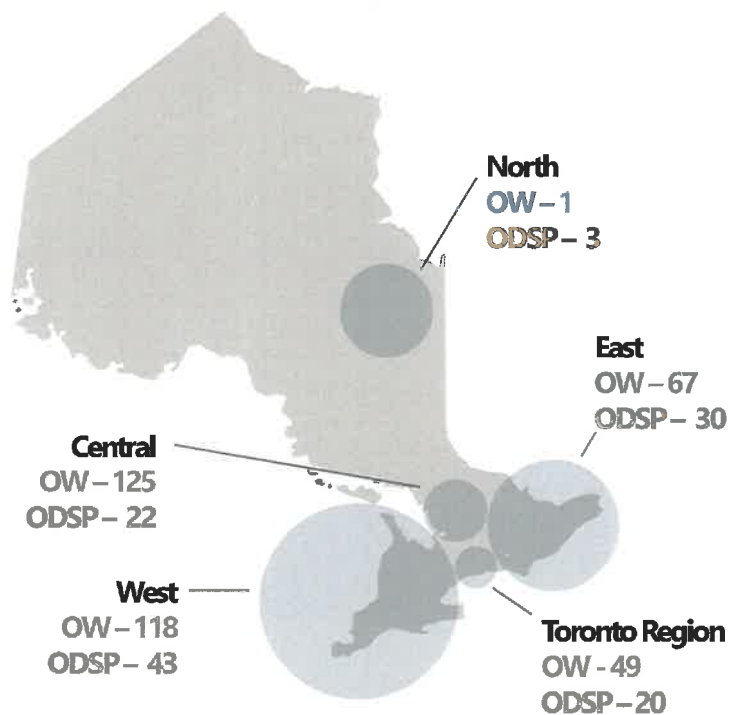 North
OW – 1
ODSP – 3
East
OW – 67
ODSP – 30
Central
OW – 125
ODSP – 22
West
OW – 118
ODSP – 43
Toronto Region
OW - 49
ODSP – 20